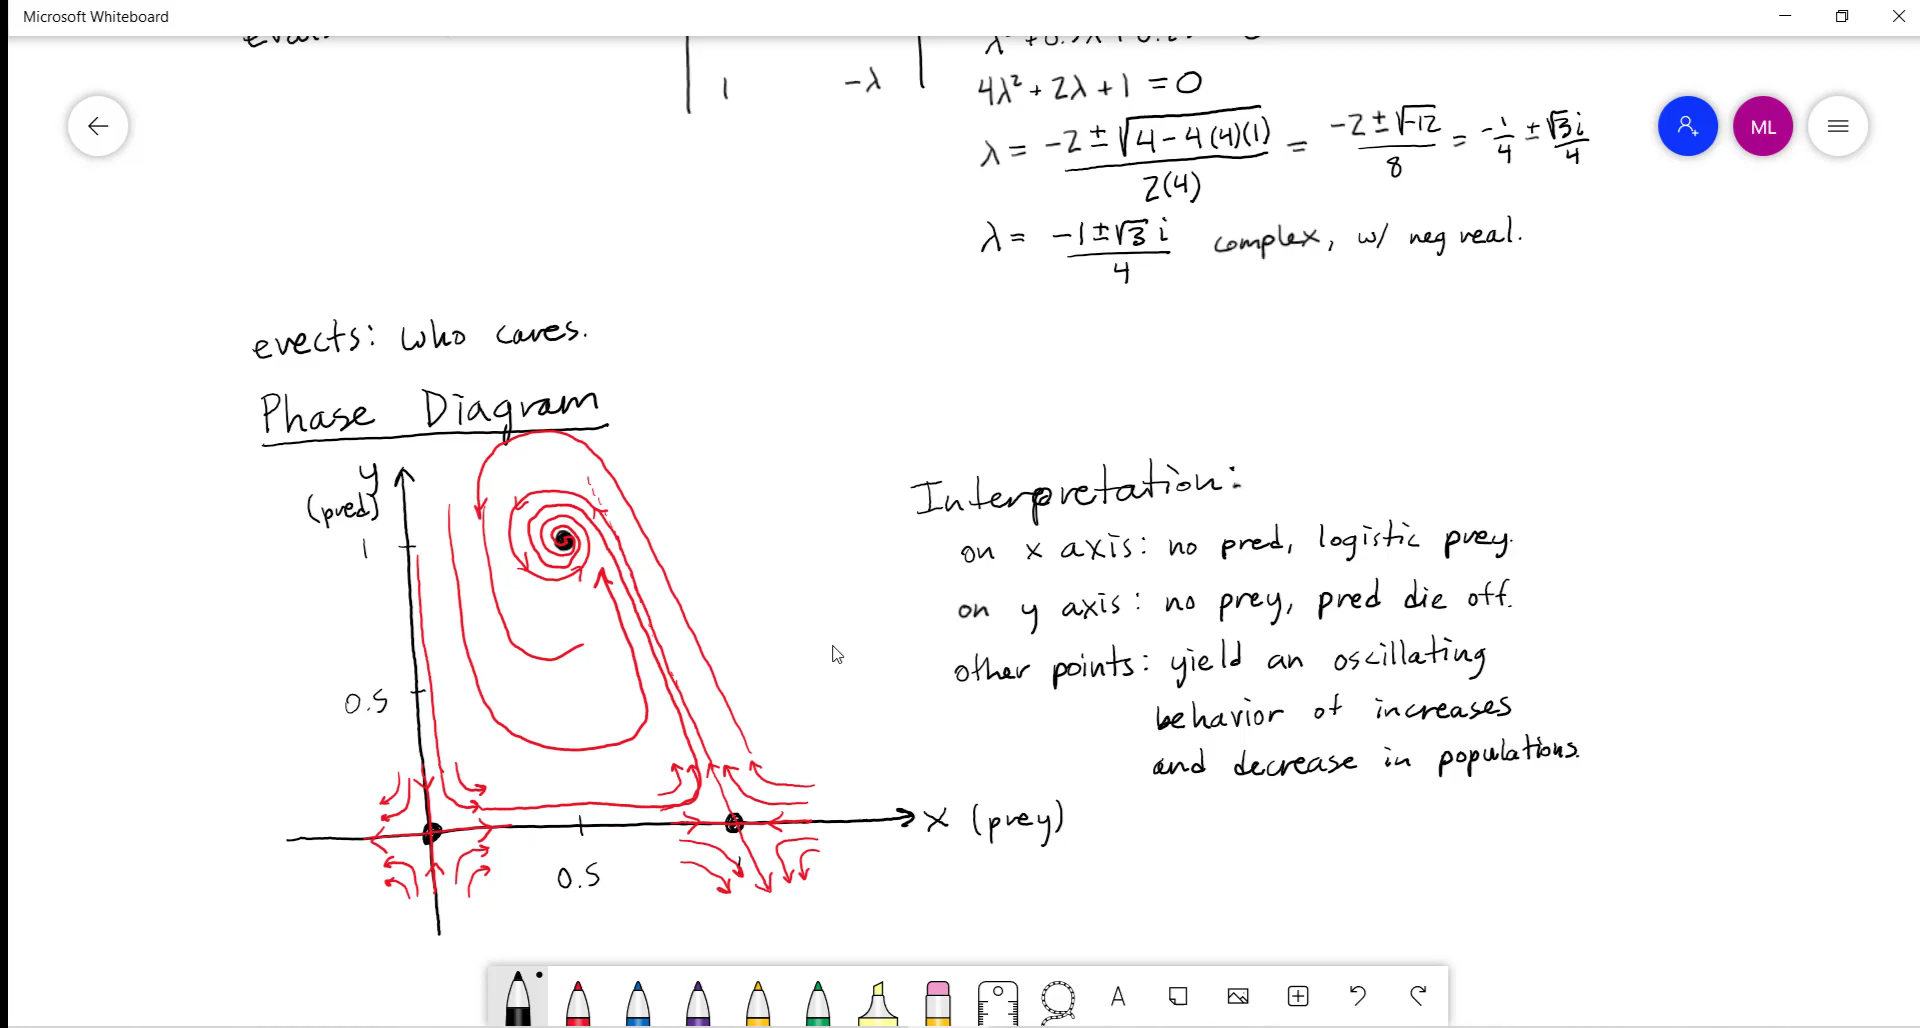 Microsoft Whiteboard
1 -λ
4λ² + 2λ + 1 = 0
λ = -2 ± √4 - 4(4)(1) / 2(4) = -2 ± √-12 / 8 = -1/4 ± √3 i/4
λ = -1 ± √3 i / 4 complex, w/ neg real.
ML
evects: who cares.
Phase Diagram
y
(pred)
1
0.5
0.5
1
x (prey)
Interpretation:
on x axis: no pred, logistic prey.
on y axis: no prey, pred die off.
other points: yield an oscillating
behavior of increases
and decrease in populations.
A